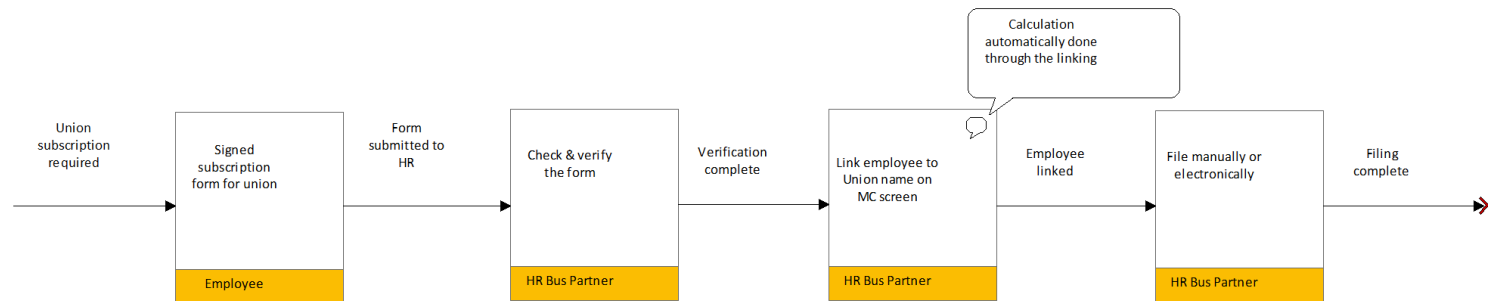 Union
subscription
required
Signed
subscription
form for union
Employee
Form
submitted to
HR
Check & verify
the form
HR Bus Partner
Verification
complete
Calculation
automatically done
through the linking
Link employee to
Union name on
MC screen
HR Bus Partner
Employee
linked
File manually or
electronically
HR Bus Partner
Filing
complete